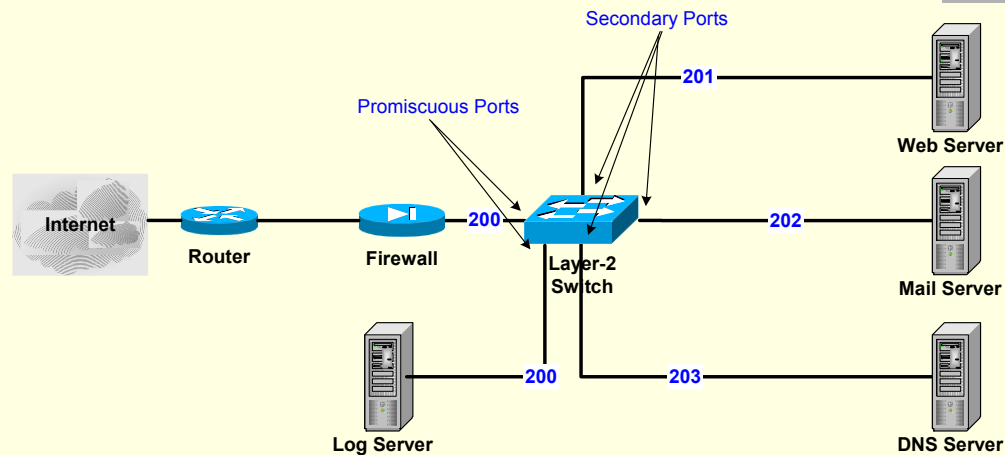 Secondary Ports
201
Promiscuous Ports
Web Server
Internet
200
202
Router
Firewall
Layer-2
Switch
Mail Server
200
203
Log Server
DNS Server